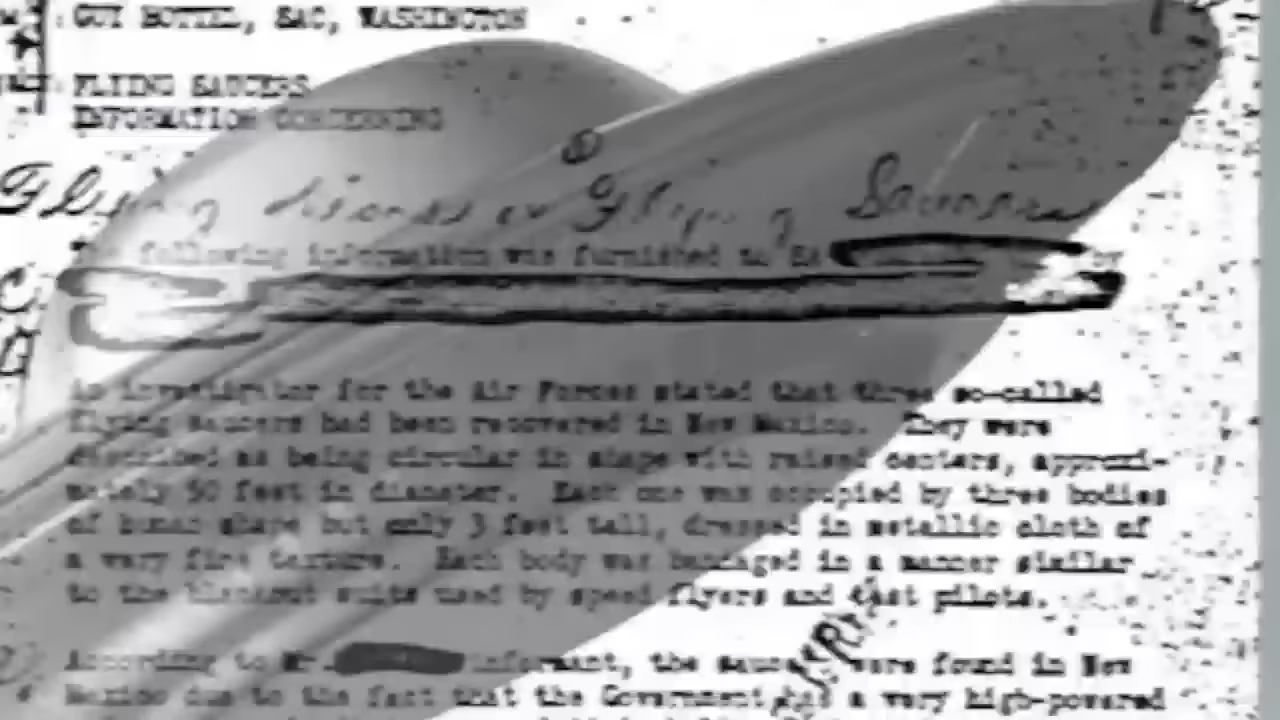 GUY HOTTEL, SAC, WASHINGTON
FLYING SAUCERS
INFORMATION CONCERNING
Flying Discs or Flying Saucers
following information was furnished to SA by
An investigator for the Air Forces stated that three so-called
flying saucers had been recovered in New Mexico. They were
described as being circular in shape with raised centers, approxi-
mately 50 feet in diameter. Each one was occupied by three bodies
of human shape but only 3 feet tall, dressed in metallic cloth of
a very fine texture. Each body was bandaged in a manner similar
to the blackout suits used by speed flyers and test pilots.
According to Mr. informant, the saucers were found in New
Mexico due to the fact that the Government has a very high-powered